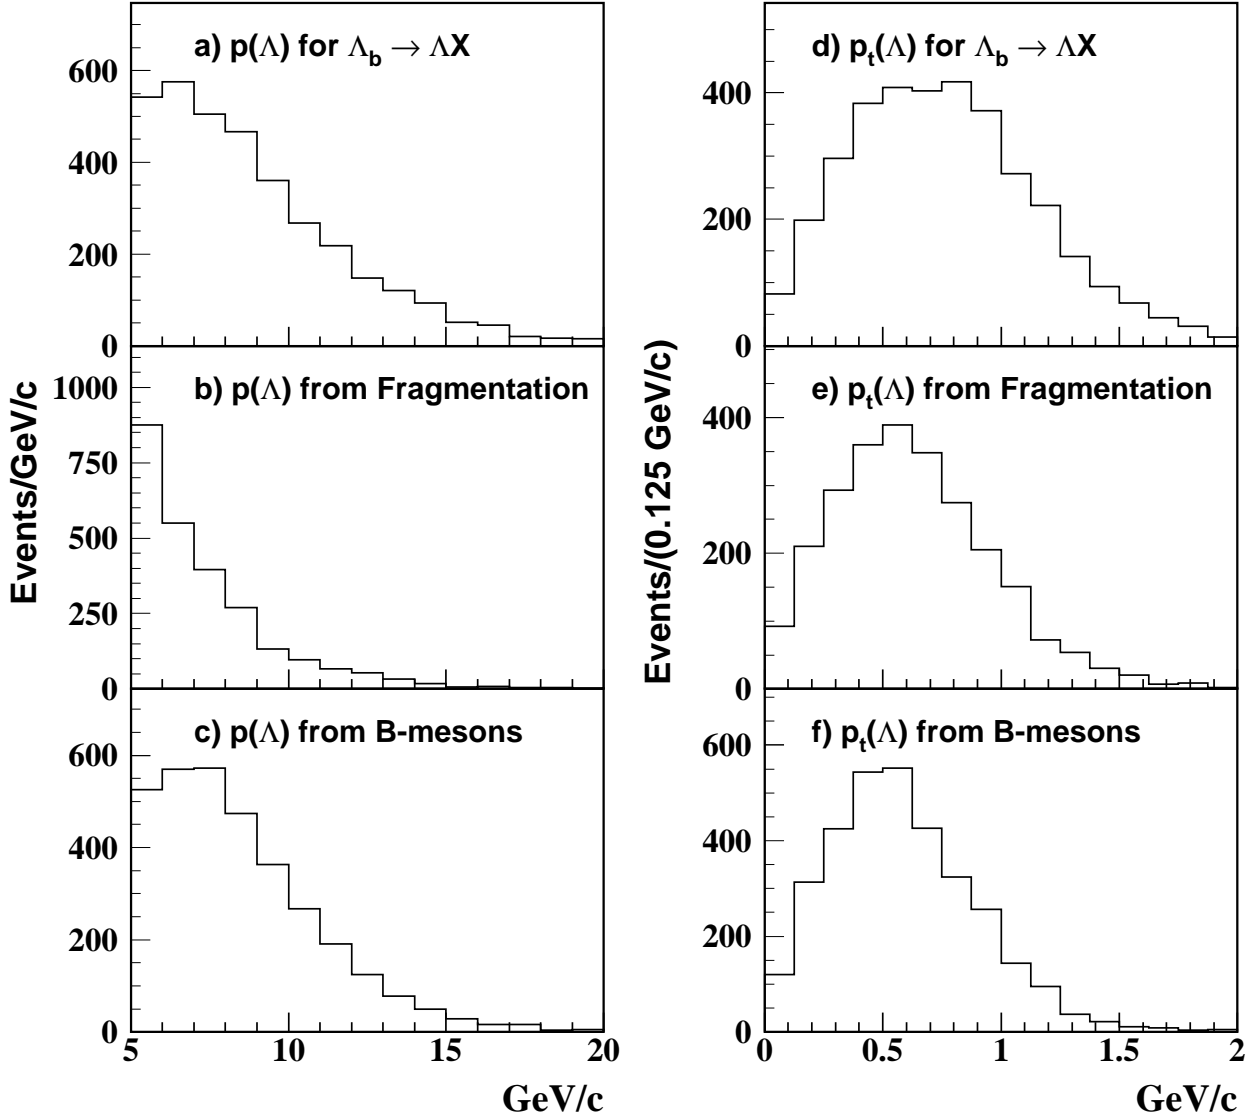 a) p(Λ) for Λb → ΛX
600
400
200
0
b) p(Λ) from Fragmentation
1000
750
500
250
0
c) p(Λ) from B-mesons
600
400
200
0
5 10 15 20
GeV/c
Events/GeV/c
d) pt(Λ) for Λb → ΛX
400
200
0
e) pt(Λ) from Fragmentation
400
200
0
f) pt(Λ) from B-mesons
600
400
200
0
0 0.5 1 1.5 2
GeV/c
Events/(0.125 GeV/c)